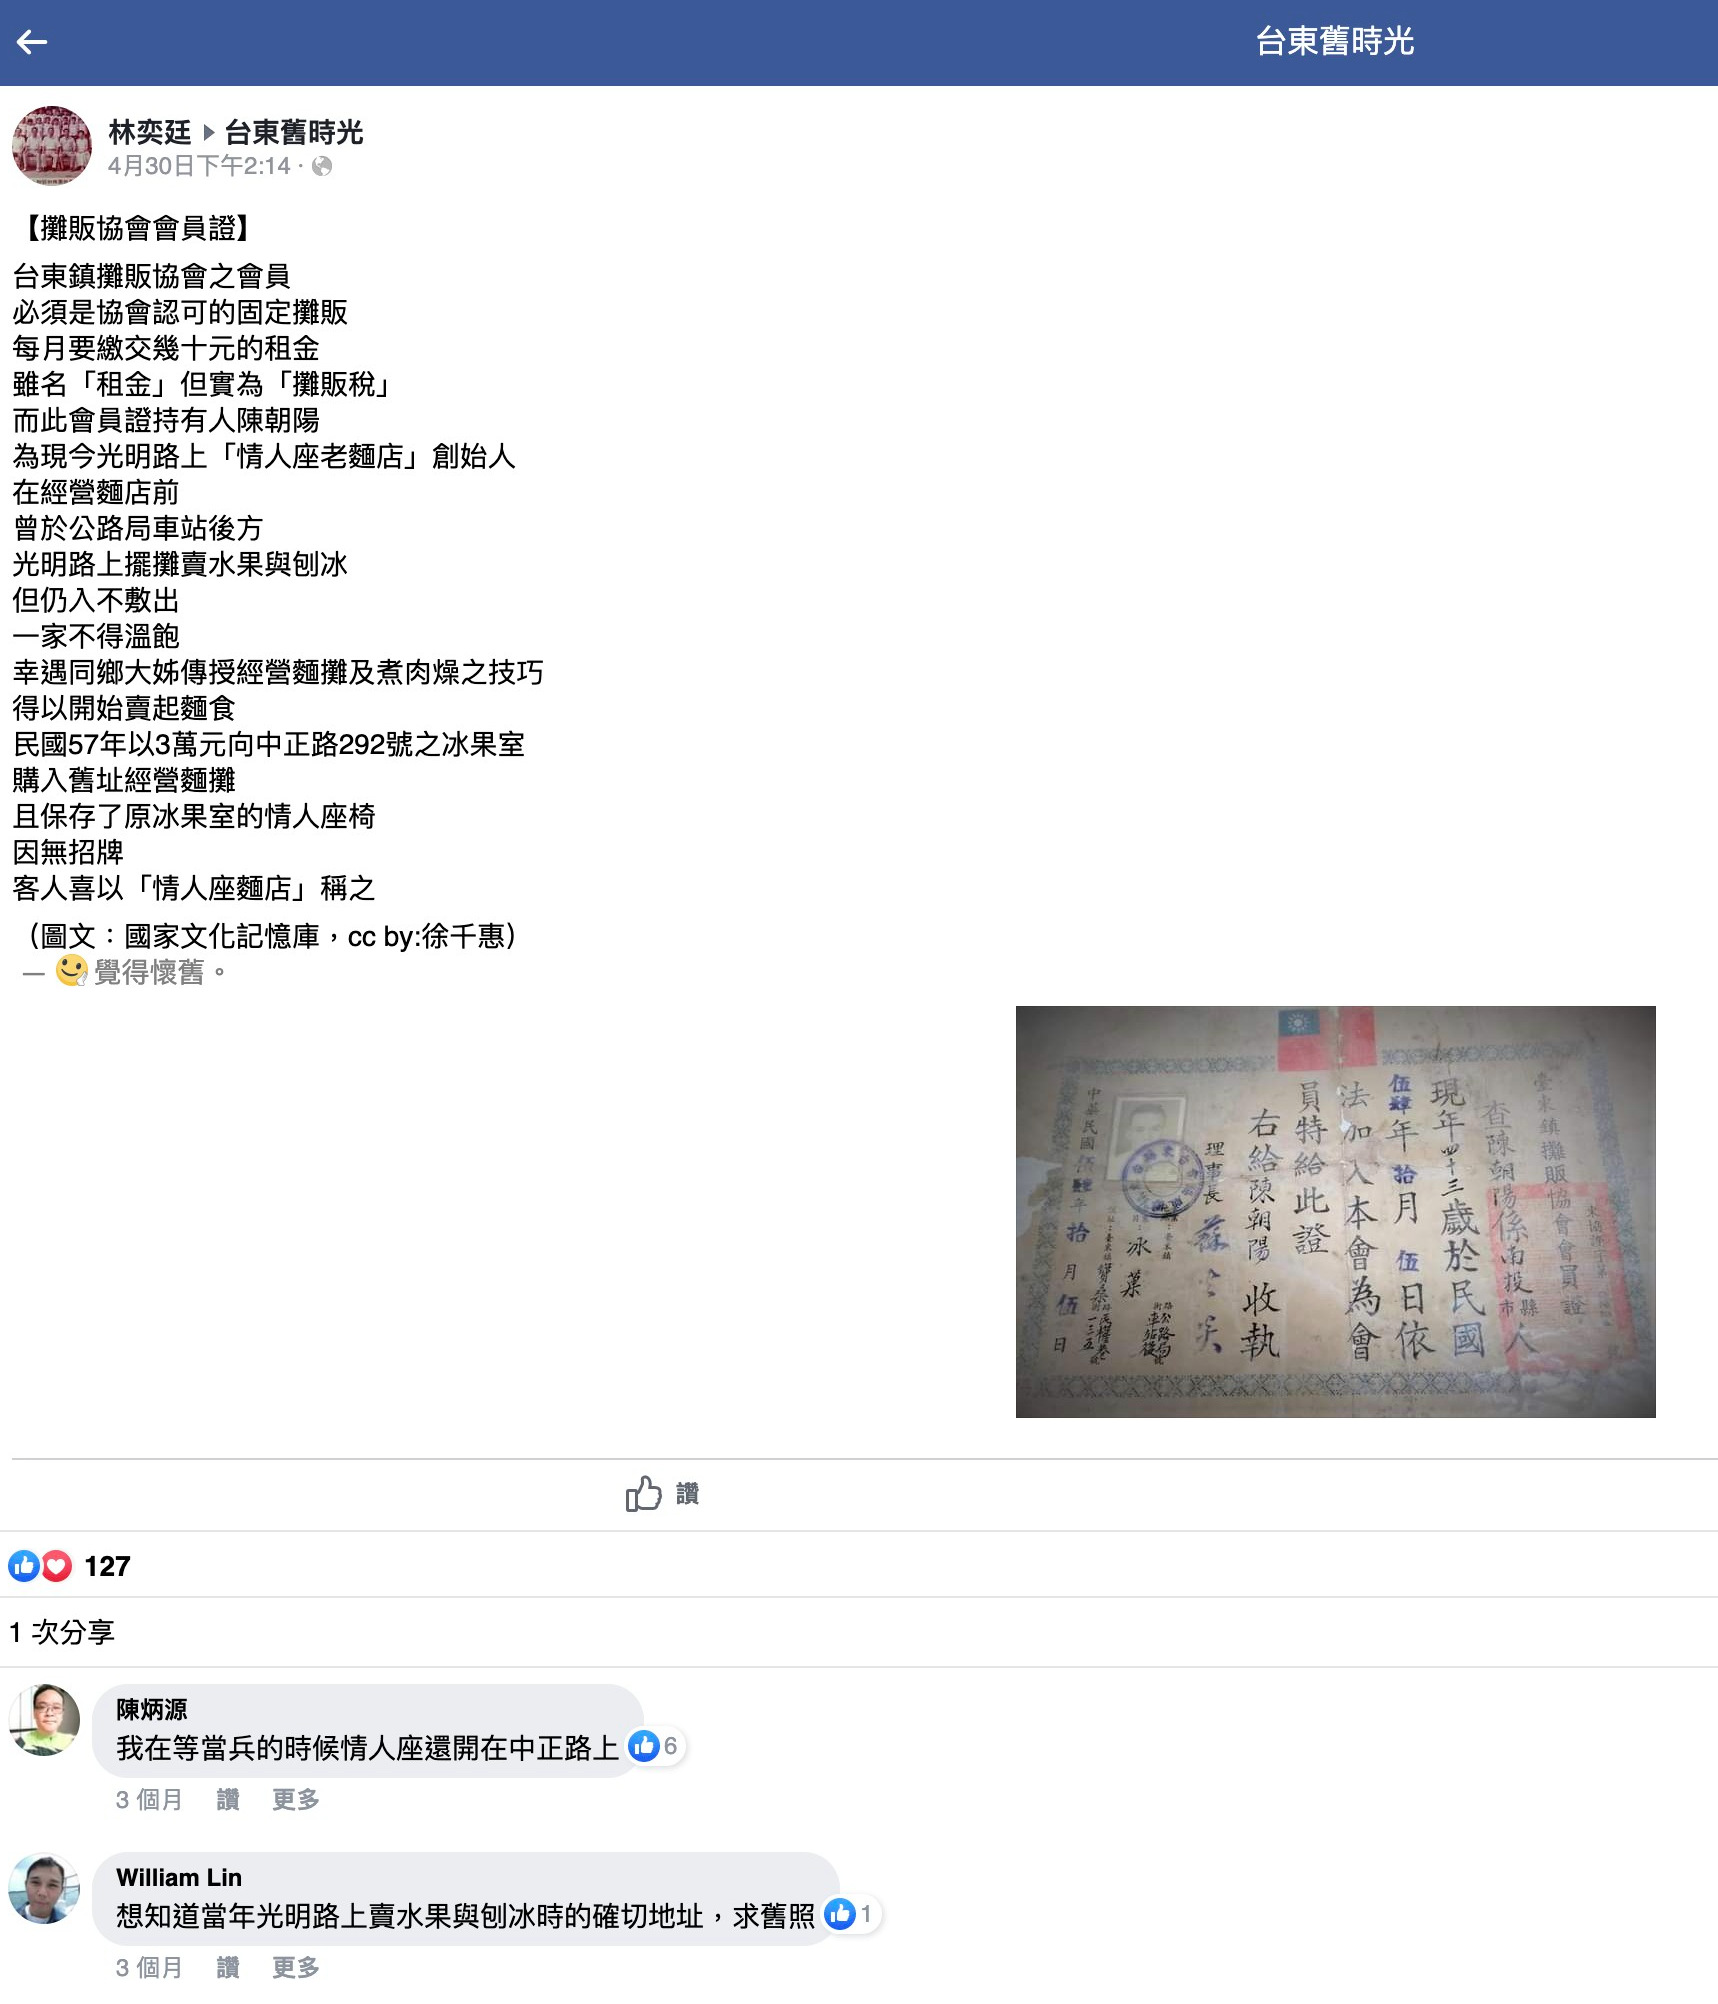 台東舊時光
林奕廷 ▶ 台東舊時光
4月30日下午2:14 ·
【攤販協會會員證】
台東鎮攤販協會之會員
必須是協會認可的固定攤販
每月要繳交幾十元的租金
雖名「租金」但實為「攤販稅」
而此會員證持有人陳朝陽
為現今光明路上「情人座老麵店」創始人
在經營麵店前
曾於公路局車站後方
光明路上擺攤賣水果與刨冰
但仍入不敷出
一家不得溫飽
幸遇同鄉大姊傳授經營麵攤及煮肉燥之技巧
得以開始賣起麵食
民國57年以3萬元向中正路292號之冰果室
購入舊址經營麵攤
且保存了原冰果室的情人座椅
因無招牌
客人喜以「情人座麵店」稱之
（圖文：國家文化記憶庫，cc by:徐千惠）
— 覺得懷舊。
臺東鎮攤販協會會員證
查陳朝陽係南投縣市人
現年四十三歲於民國
伍肆年拾月伍日依
法加入本會為會
員特給此證
右給陳朝陽 收執
理事長
冰菓
中華民國伍肆年拾月伍日
讚
127
1 次分享
陳炳源
我在等當兵的時候情人座還開在中正路上
6
3 個月 讚 更多
William Lin
想知道當年光明路上賣水果與刨冰時的確切地址，求舊照
1
3 個月 讚 更多